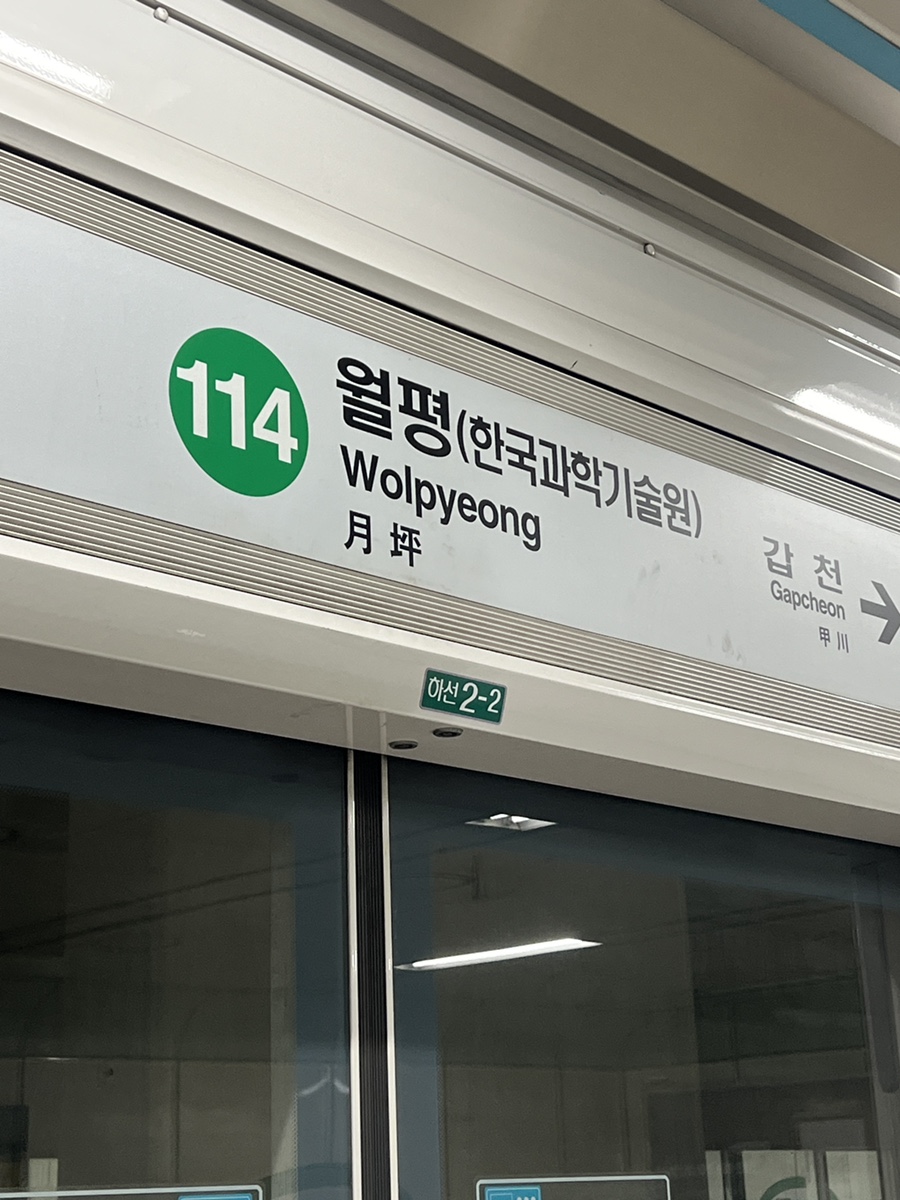 114
월평(한국과학기술원)
Wolpyeong
月坪
갑천
Gapcheon
甲川
하선 2-2